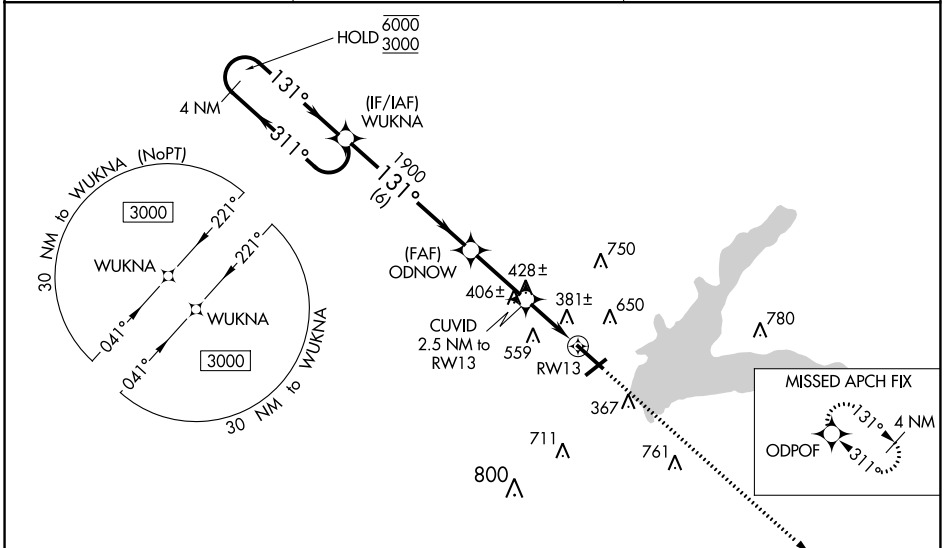 HOLD 6000
3000
131°
4 NM
311°
(IF/IAF)
WUKNA
1900
131°
(6)
30 NM to WUKNA (NoPT)
3000
221°
WUKNA
041°
221°
WUKNA
3000
041°
30 NM to WUKNA
(FAF)
ODNOW
750
428±
406±
381±
650
CUVID
2.5 NM to
RW13
559
RW13
780
367
711
761
800
MISSED APCH FIX
131°
4 NM
ODPOF
311°